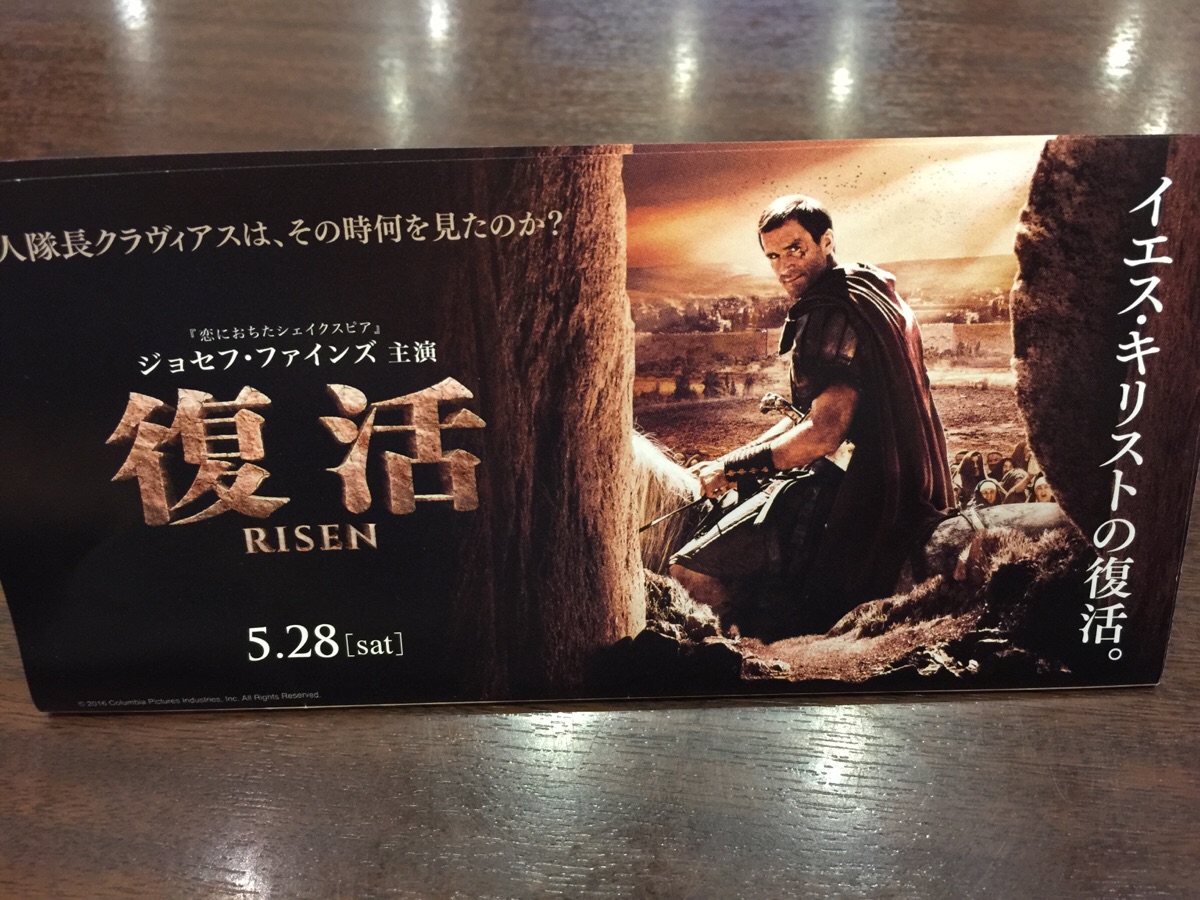 人隊長クラヴィアスは、その時何を見たのか?
『恋におちたシェイクスピア』
ジョセフ・ファインズ 主演
復活
RISEN
5.28[sat]
© 2016 Columbia Pictures Industries, Inc. All Rights Reserved.
イエス・キリストの復活。